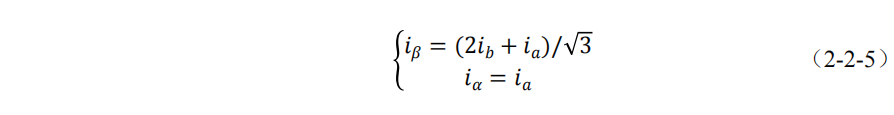 {i_β = (2i_b + i_a)/√3
i_α = i_a
（2-2-5）